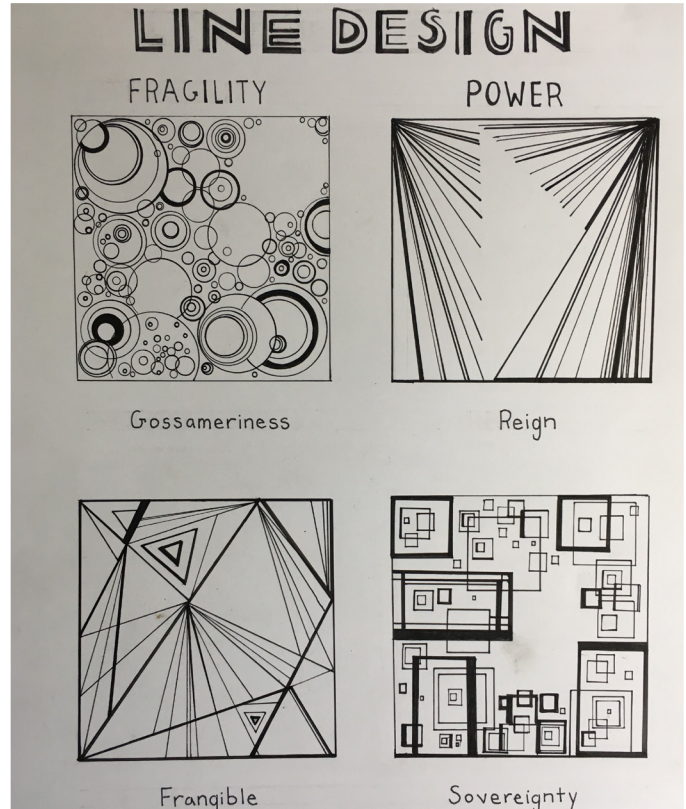 LINE DESIGN
FRAGILITY POWER
Gossameriness Reign
Frangible Sovereignty